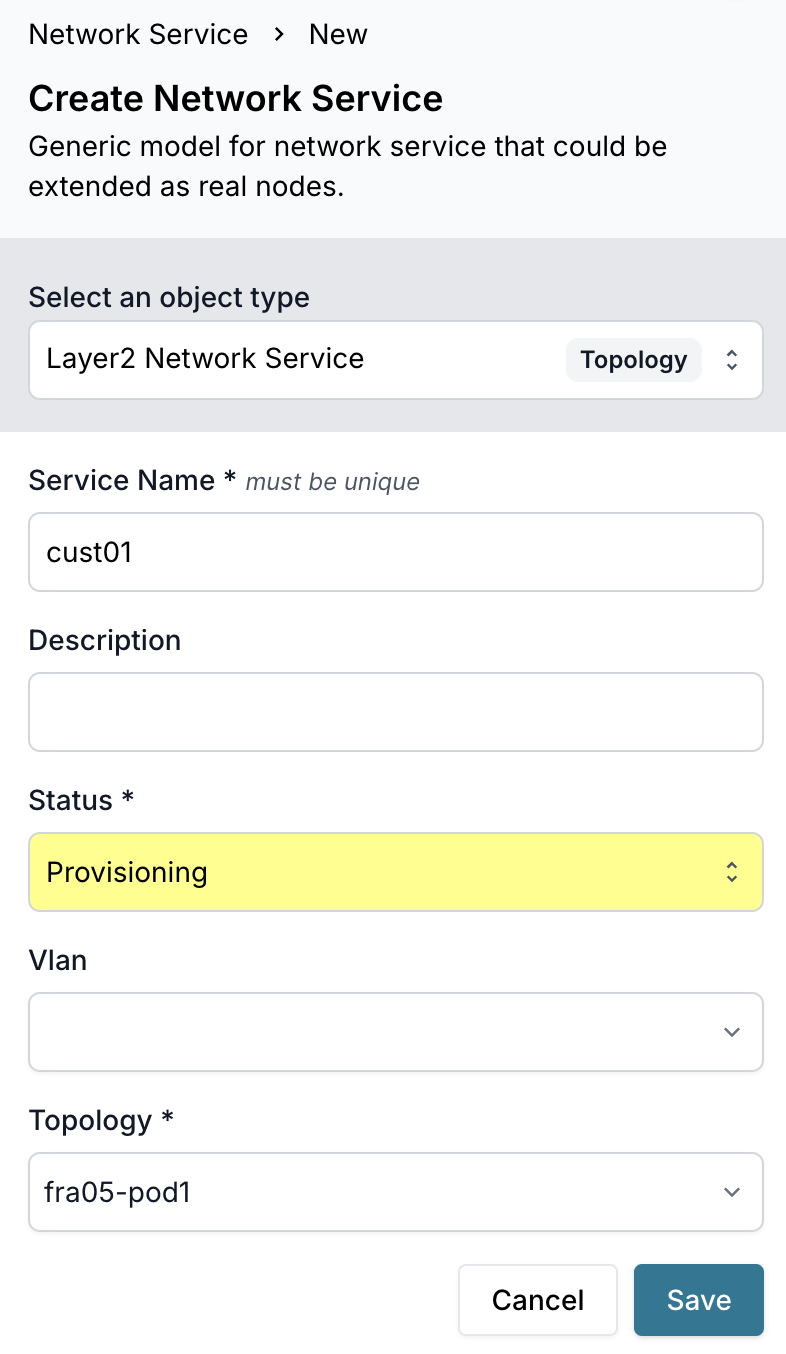 Network Service > New
Create Network Service
Generic model for network service that could be
extended as real nodes.
Select an object type
Layer2 Network Service Topology
Service Name * must be unique
cust01
Description
Status *
Provisioning
Vlan
Topology *
fra05-pod1
Cancel Save